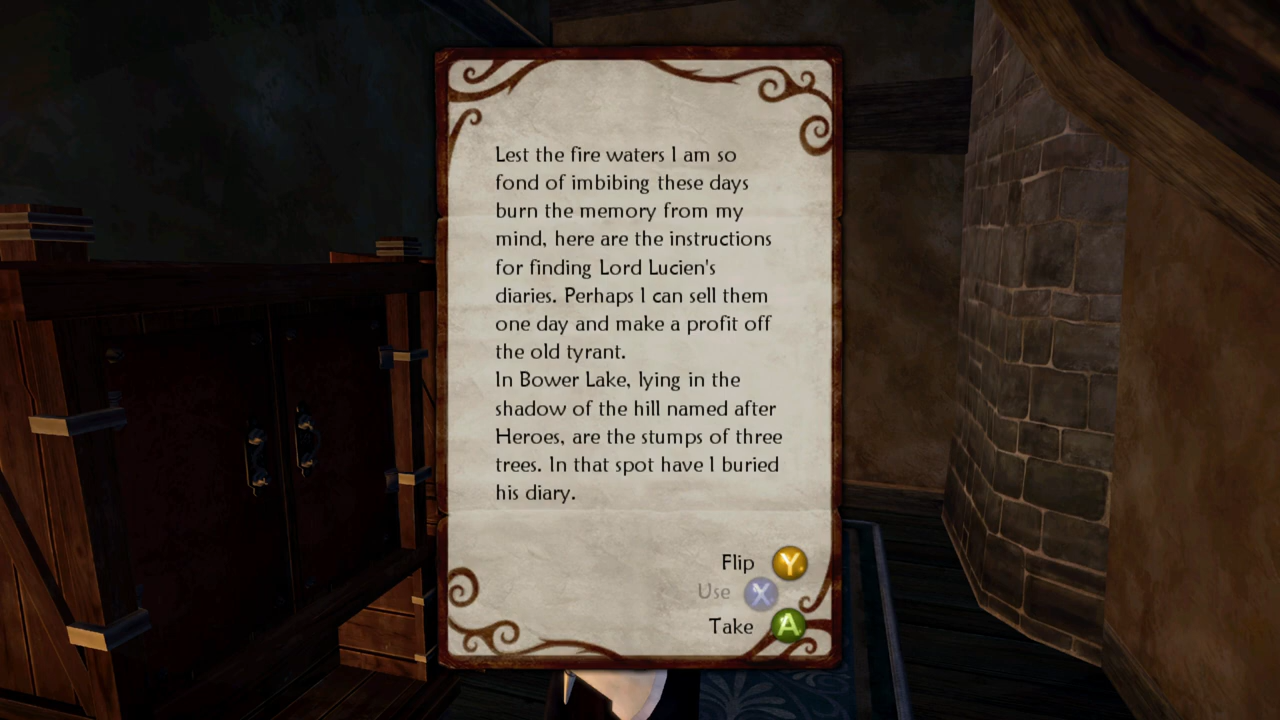 Lest the fire waters I am so
fond of imbibing these days
burn the memory from my
mind, here are the instructions
for finding Lord Lucien's
diaries. Perhaps I can sell them
one day and make a profit off
the old tyrant.
In Bower Lake, lying in the
shadow of the hill named after
Heroes, are the stumps of three
trees. In that spot have I buried
his diary.
Flip Y
Use X
Take A